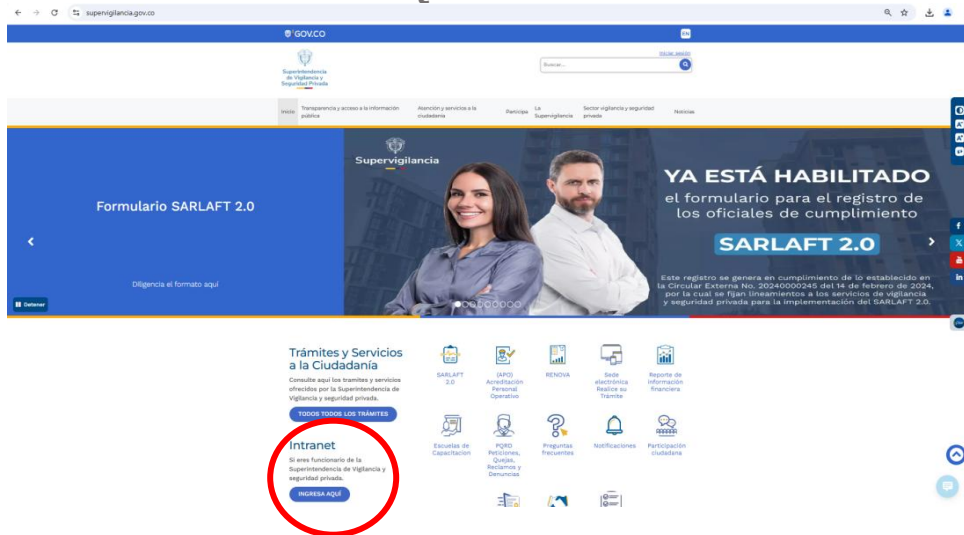 supervigilancia.gov.co
GOV.CO
EN
Iniciar sesión
Superintendencia
de Vigilancia y
Seguridad Privada
Buscar...
Inicio
Transparencia y acceso a la información
pública
Atención y servicios a la
ciudadanía
Participa
La
Supervigilancia
Sector vigilancia y seguridad
privada
Noticias
Supervigilancia
Formulario SARLAFT 2.0
Diligencia el formato aquí
YA ESTÁ HABILITADO
el formulario para el registro de
los oficiales de cumplimiento
SARLAFT 2.0
Este registro se genera en cumplimiento de lo establecido en
la Circular Externa No. 20240000245 del 14 de febrero de 2024,
por la cual se fijan lineamientos a los servicios de vigilancia
y seguridad privada para la implementación del SARLAFT 2.0.
Detener
Trámites y Servicios
a la Ciudadanía
Consulte aquí los tramites y servicios
ofrecidos por la Superintendencia de
Vigilancia y seguridad privada.
TODOS TODOS LOS TRÁMITES
SARLAFT
2.0
(APO)
Acreditación
Personal
Operativo
RENOVA
Sede
electrónica
Realice su
Trámite
Reporte de
información
financiera
Intranet
Si eres funcionario de la
Superintendencia de Vigilancia y
seguridad privada.
INGRESA AQUÍ
Escuelas de
Capacitacion
PQRD
Peticiones,
Quejas,
Reclamos y
Denuncias
Preguntas
frecuentes
Notificaciones
Participación
ciudadana